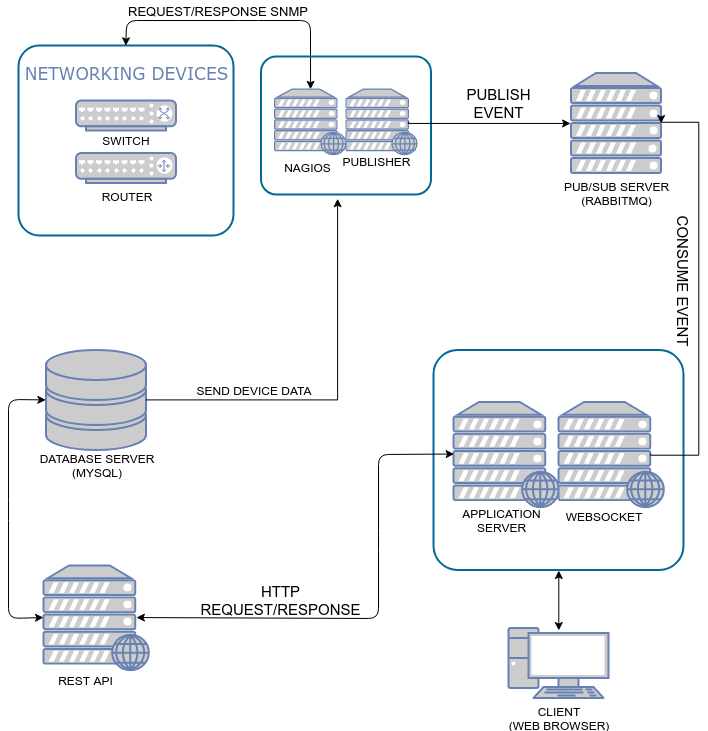 REQUEST/RESPONSE SNMP
NETWORKING DEVICES
SWITCH
ROUTER
NAGIOS
PUBLISHER
PUBLISH
EVENT
PUB/SUB SERVER
(RABBITMQ)
CONSUME EVENT
SEND DEVICE DATA
DATABASE SERVER
(MYSQL)
APPLICATION
SERVER
WEBSOCKET
HTTP
REQUEST/RESPONSE
REST API
CLIENT
(WEB BROWSER)